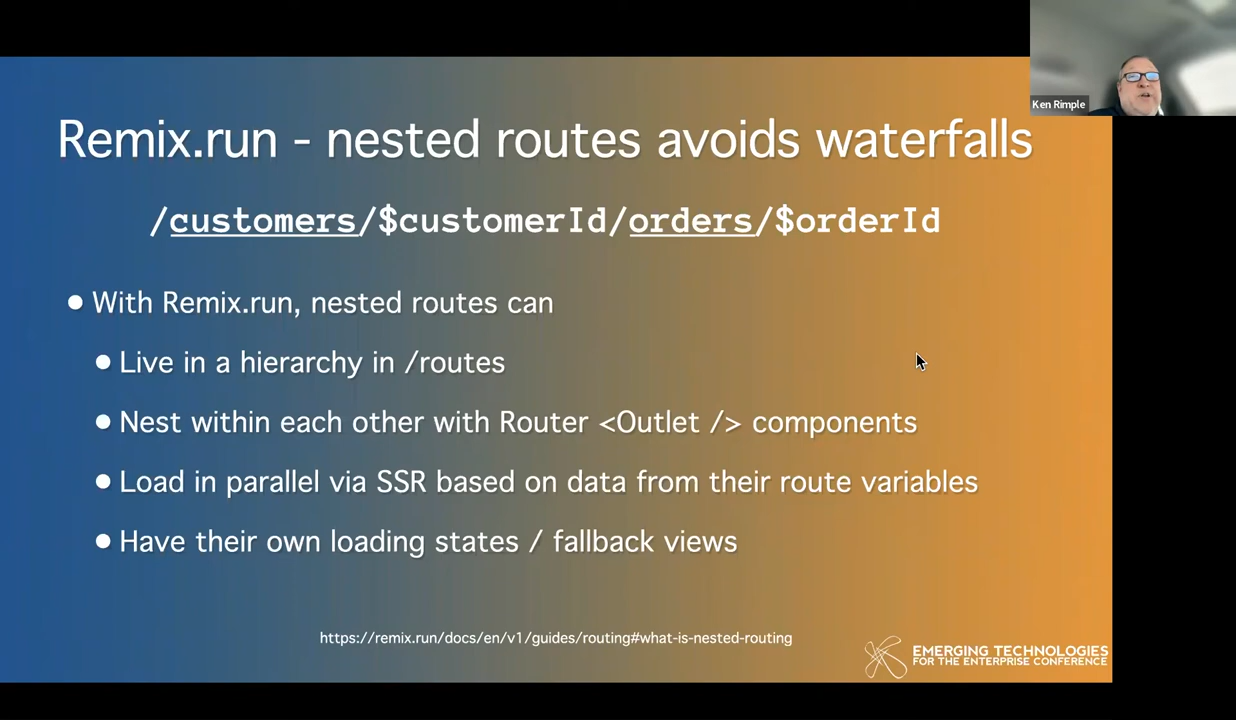 Ken Rimple
Remix.run - nested routes avoids waterfalls
/customers/$customerId/orders/$orderId
With Remix.run, nested routes can
Live in a hierarchy in /routes
Nest within each other with Router <Outlet /> components
Load in parallel via SSR based on data from their route variables
Have their own loading states / fallback views
https://remix.run/docs/en/v1/guides/routing#what-is-nested-routing
EMERGING TECHNOLOGIES
FOR THE ENTERPRISE CONFERENCE